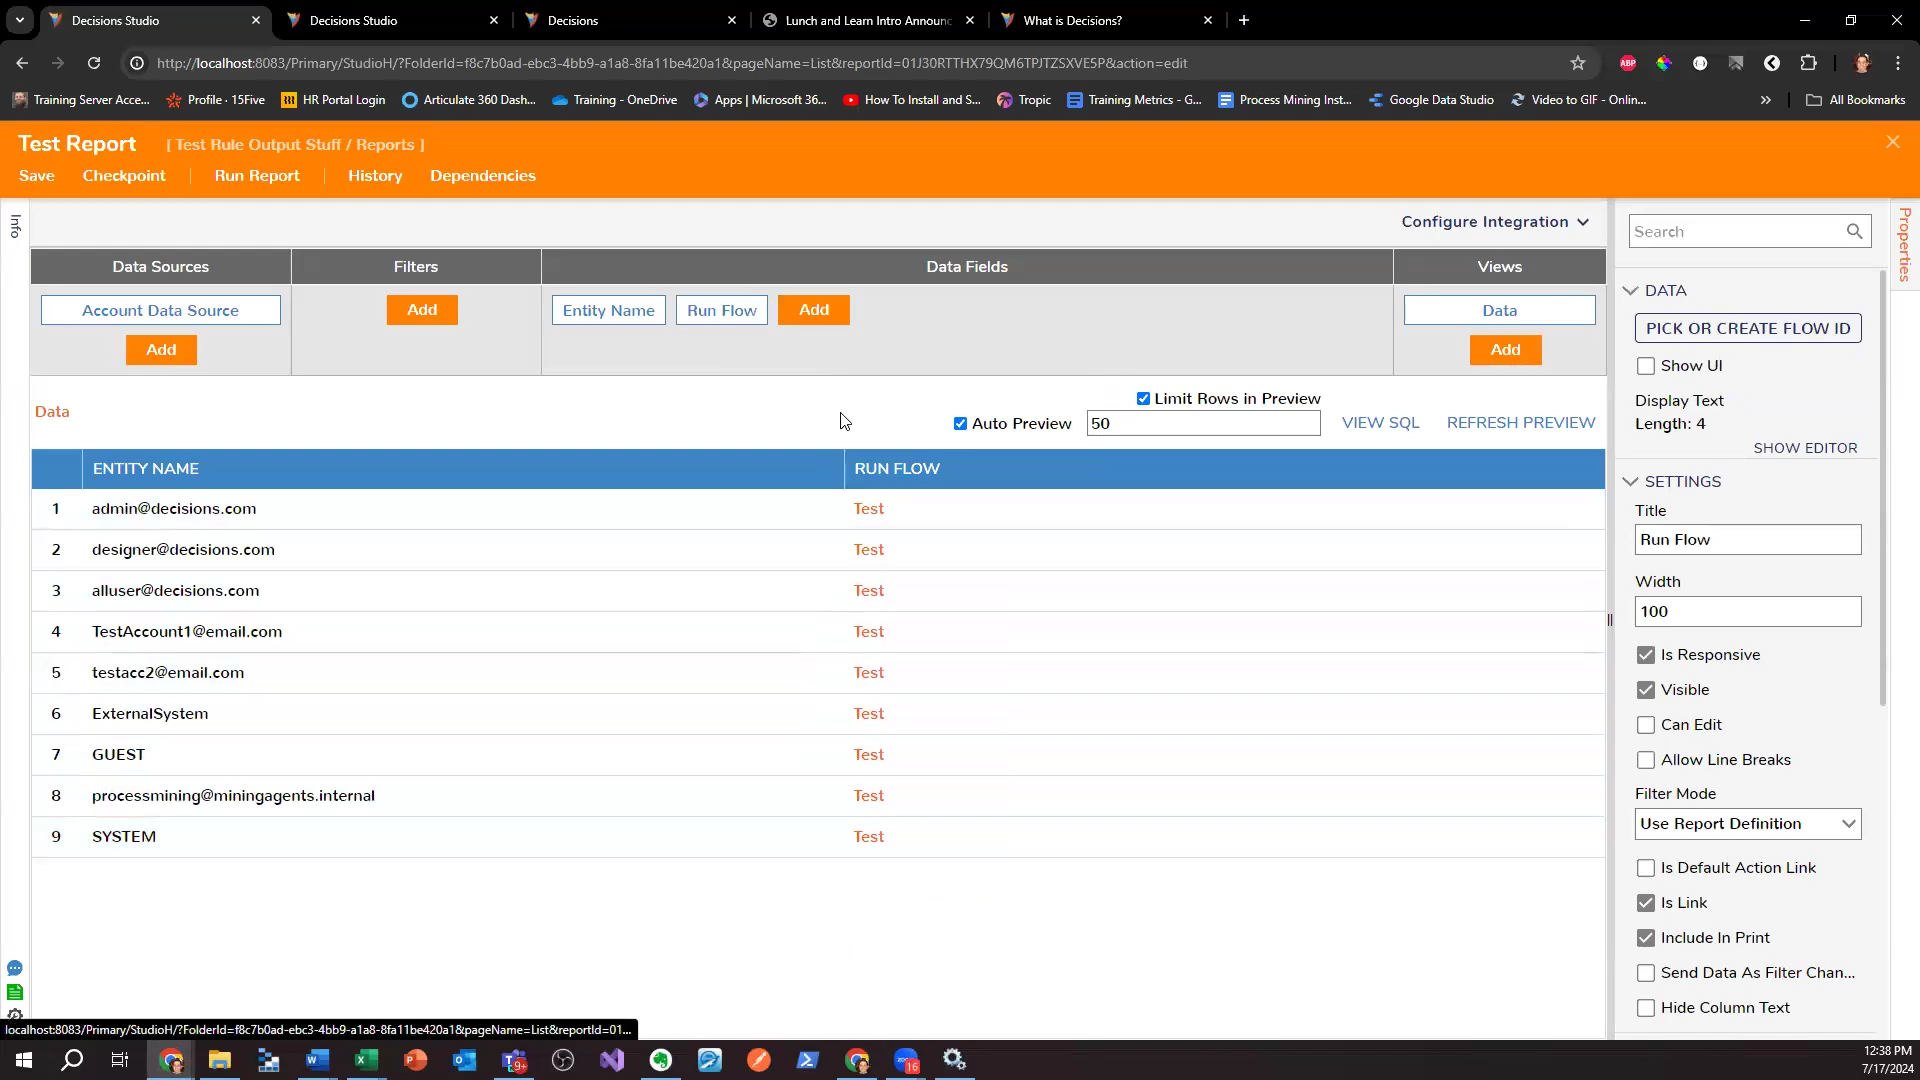 Decisions Studio
Decisions Studio
Decisions
Lunch and Learn Intro Announc
What is Decisions?
http://localhost:8083/Primary/StudioH/?FolderId=f8c7b0ad-ebc3-4bb9-a1a8-8fa11be420a1&pageName=List&reportId=01J30RTTHX79QM6TPJTZSXVE5P&action=edit
ABP
Training Server Acce...
Profile · 15Five
HR Portal Login
Articulate 360 Dash...
Training - OneDrive
Apps | Microsoft 36...
How To Install and S...
Tropic
Training Metrics - G...
Process Mining Inst...
Google Data Studio
Video to GIF - Onlin...
All Bookmarks
Test Report [ Test Rule Output Stuff / Reports ]
Save Checkpoint Run Report History Dependencies
Info
Configure Integration
Data Sources Filters Data Fields Views
Account Data Source Add Entity Name Run Flow Add Data
Add Add
Data
Limit Rows in Preview
Auto Preview 50 VIEW SQL REFRESH PREVIEW
ENTITY NAME RUN FLOW
1 admin@decisions.com Test
2 designer@decisions.com Test
3 alluser@decisions.com Test
4 TestAccount1@email.com Test
5 testacc2@email.com Test
6 ExternalSystem Test
7 GUEST Test
8 processmining@miningagents.internal Test
9 SYSTEM Test
Properties
Search
DATA
PICK OR CREATE FLOW ID
Show UI
Display Text
Length: 4
SHOW EDITOR
SETTINGS
Title
Run Flow
Width
100
Is Responsive
Visible
Can Edit
Allow Line Breaks
Filter Mode
Use Report Definition
Is Default Action Link
Is Link
Include In Print
Send Data As Filter Chan...
Hide Column Text
localhost:8083/Primary/StudioH/?FolderId=f8c7b0ad-ebc3-4bb9-a1a8-8fa11be420a1&pageName=List&reportId=01...
9+
16
12:38 PM
7/17/2024